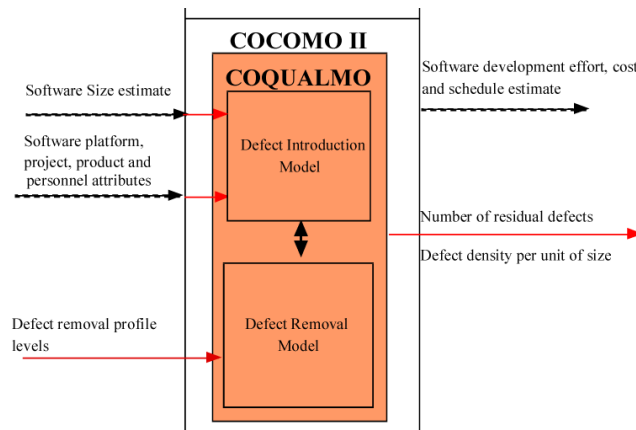 COCOMO II
COQUALMO
Software Size estimate
Software platform,
project, product and
personnel attributes
Defect Introduction
Model
Software development effort, cost
and schedule estimate
Number of residual defects
Defect density per unit of size
Defect removal profile
levels
Defect Removal
Model